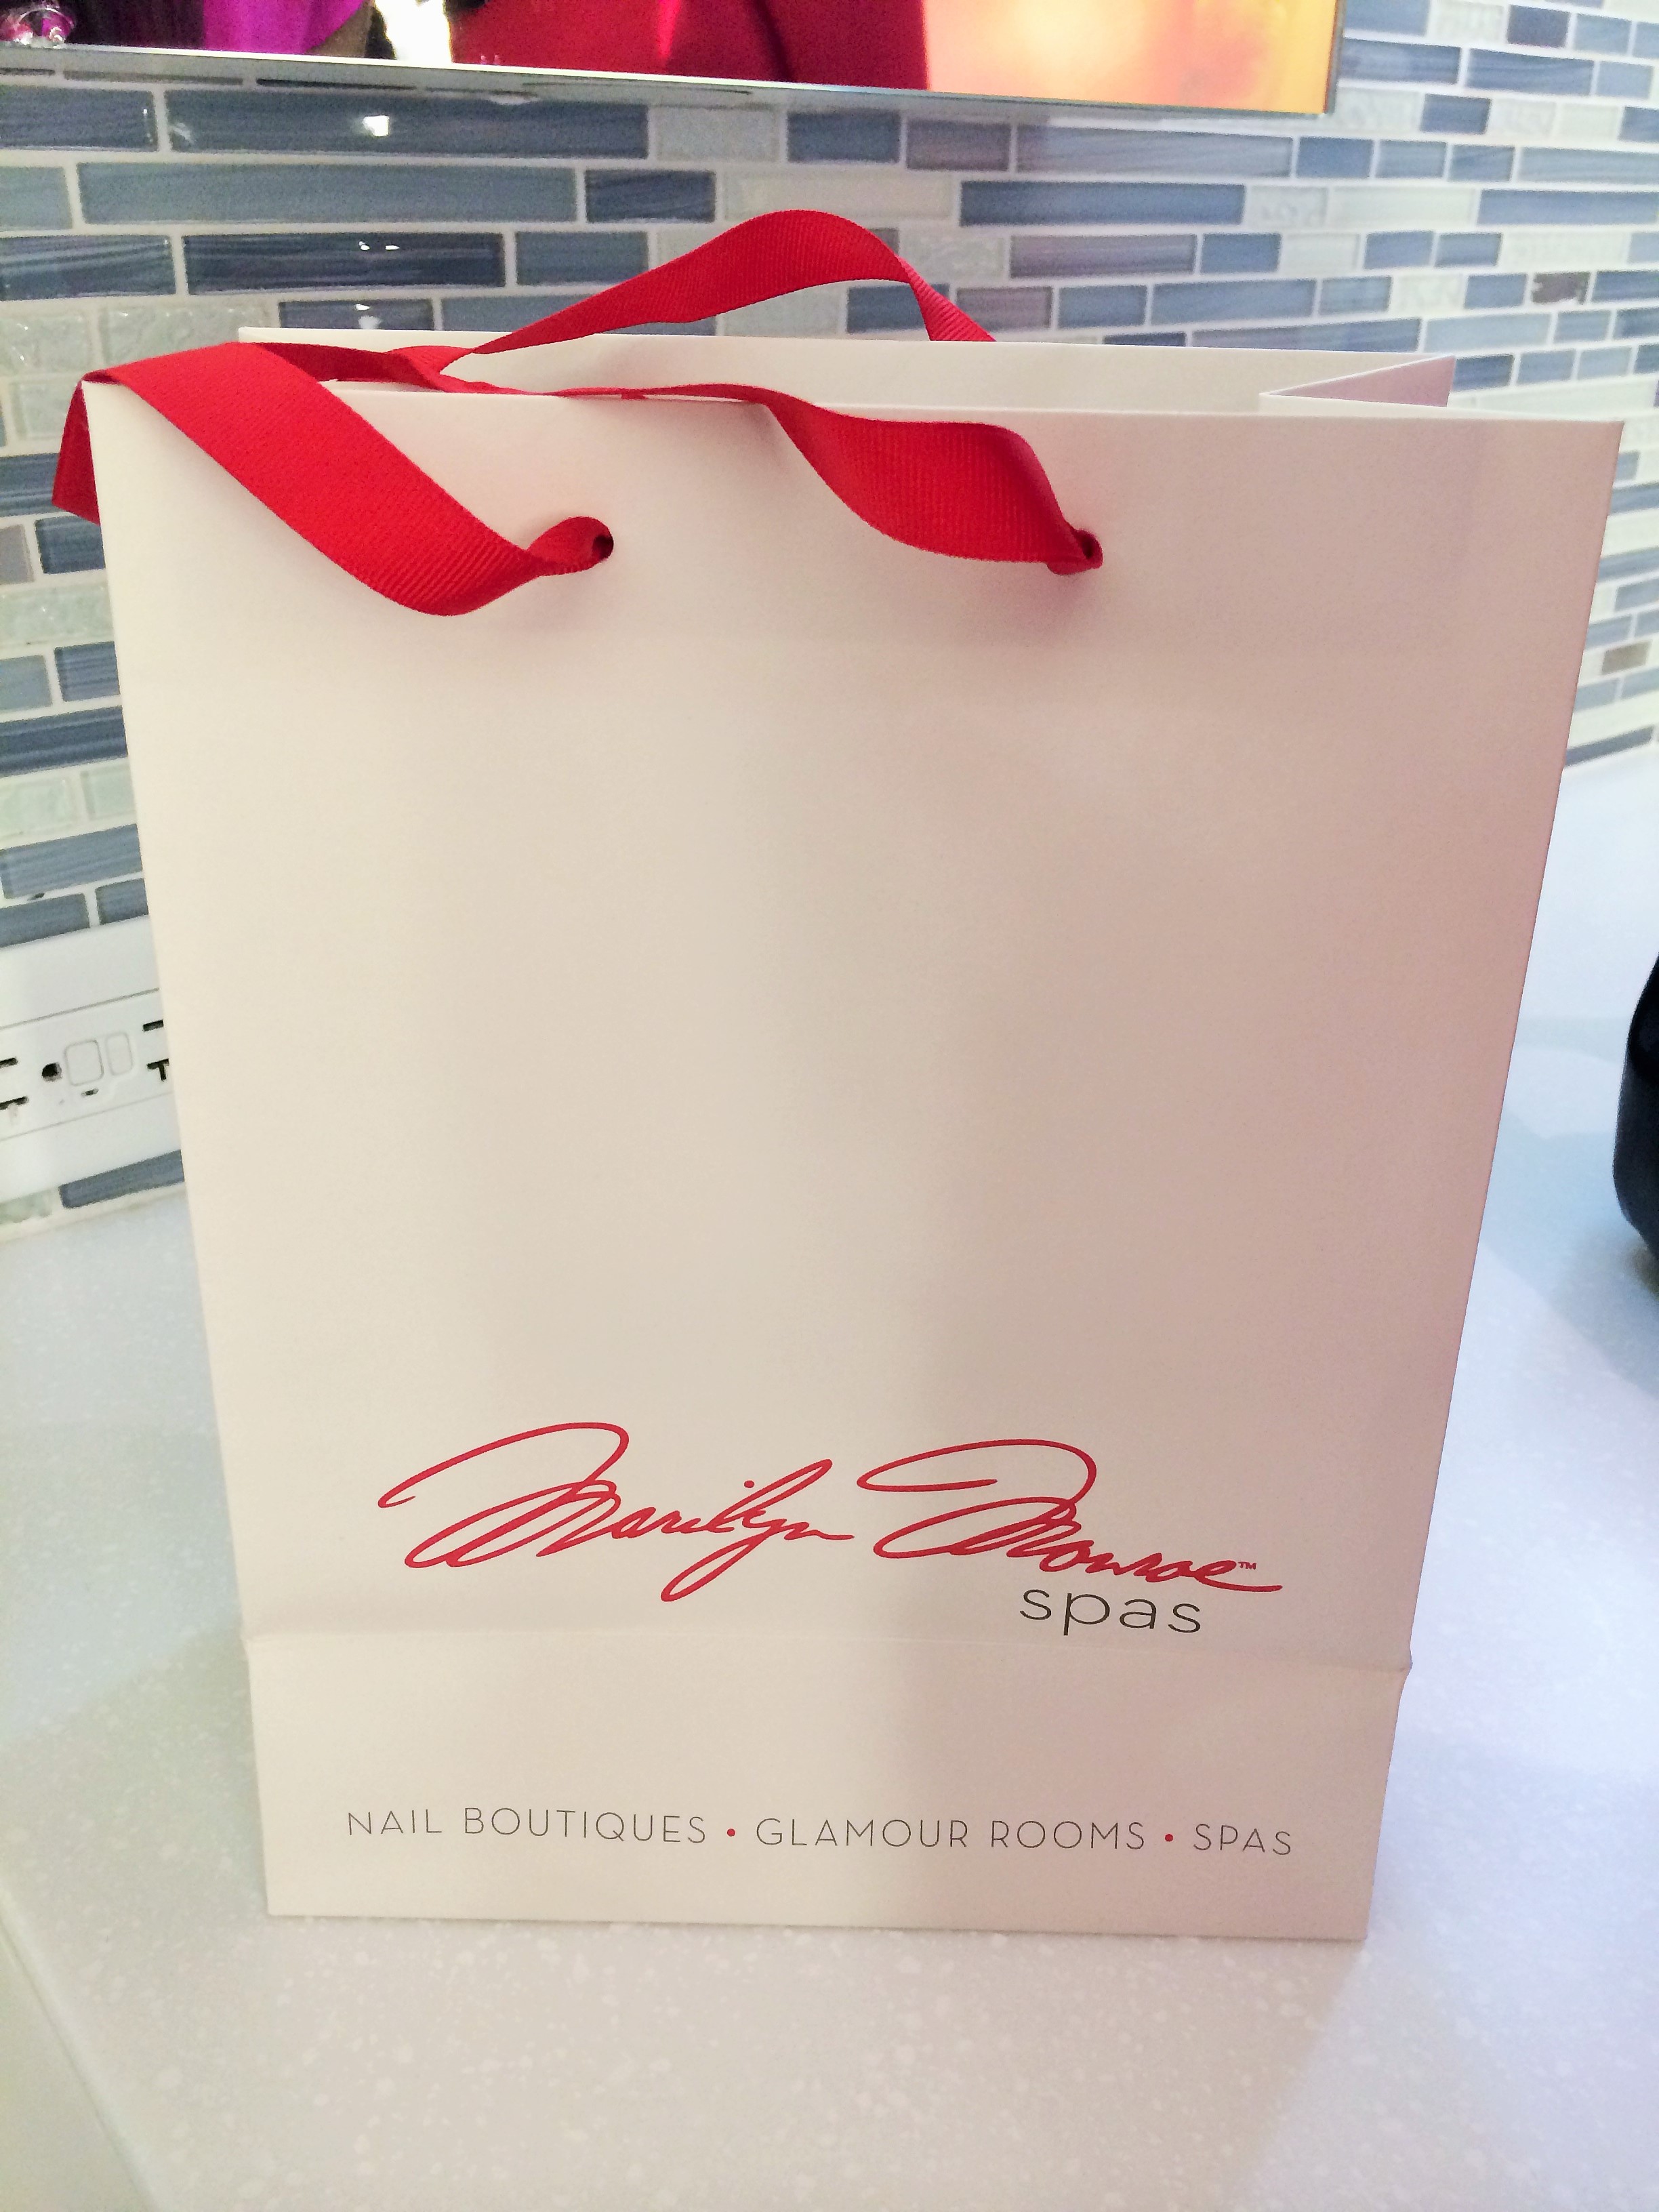 Marilyn Monroe™
spas
NAIL BOUTIQUES • GLAMOUR ROOMS • SPAS